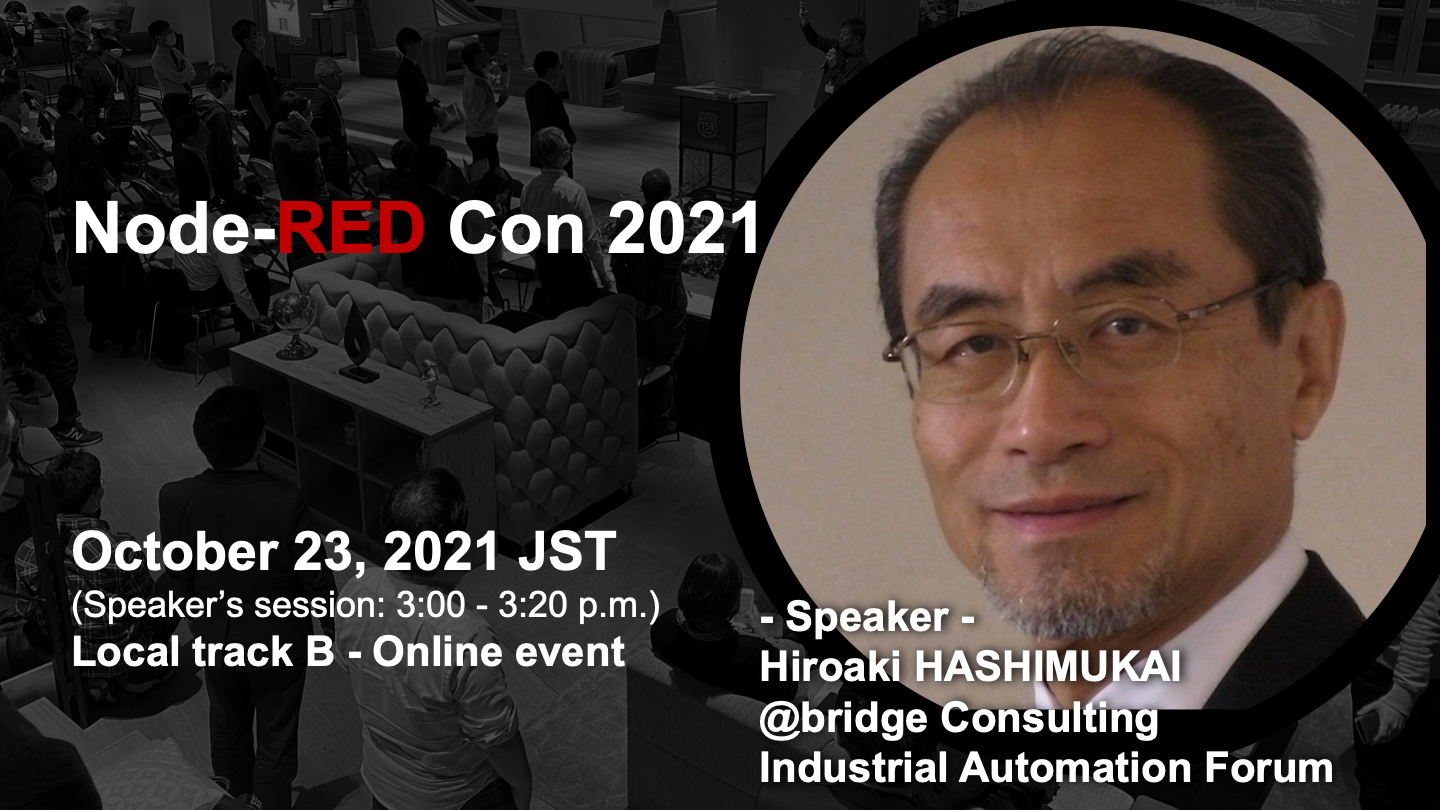 Node-RED Con 2021
October 23, 2021 JST
(Speaker's session: 3:00 - 3:20 p.m.)
Local track B - Online event
- Speaker -
Hiroaki HASHIMUKAI
@bridge Consulting
Industrial Automation Forum